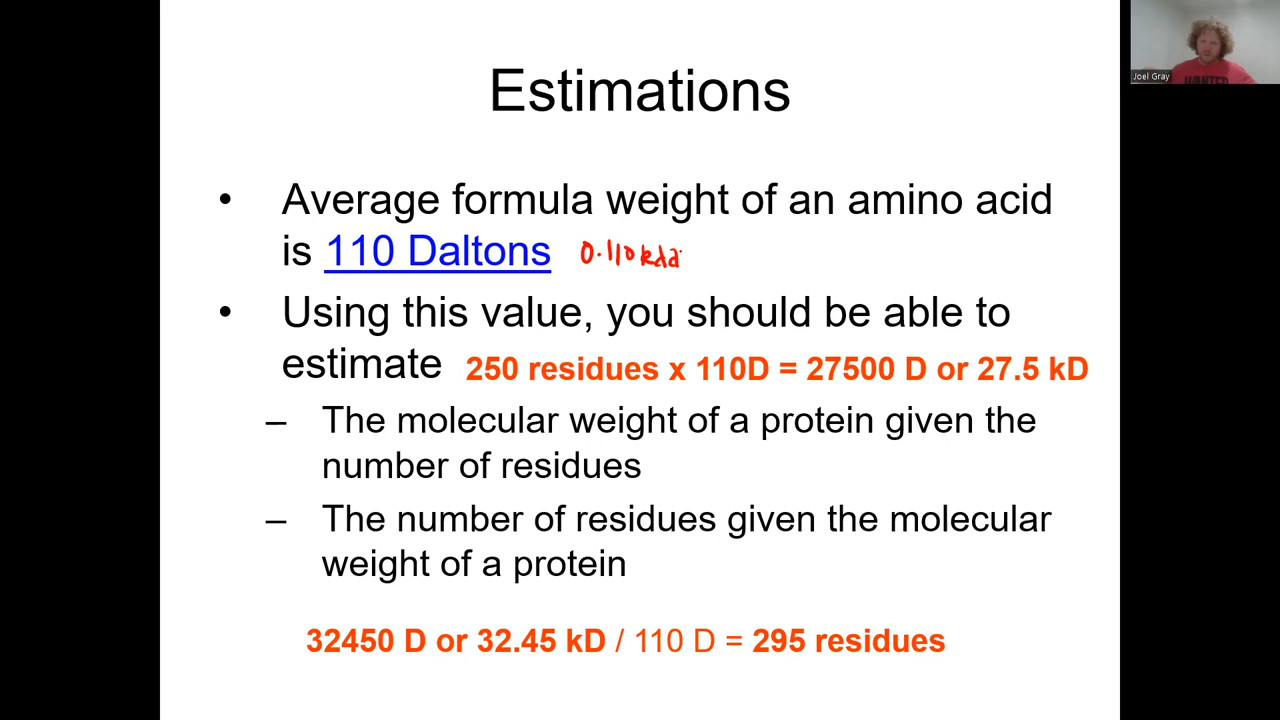 Estimations
• Average formula weight of an amino acid
is 110 Daltons 0.110 kda
• Using this value, you should be able to
estimate 250 residues x 110D = 27500 D or 27.5 kD
– The molecular weight of a protein given the
number of residues
– The number of residues given the molecular
weight of a protein
32450 D or 32.45 kD / 110 D = 295 residues
Joel Gray
WANTED